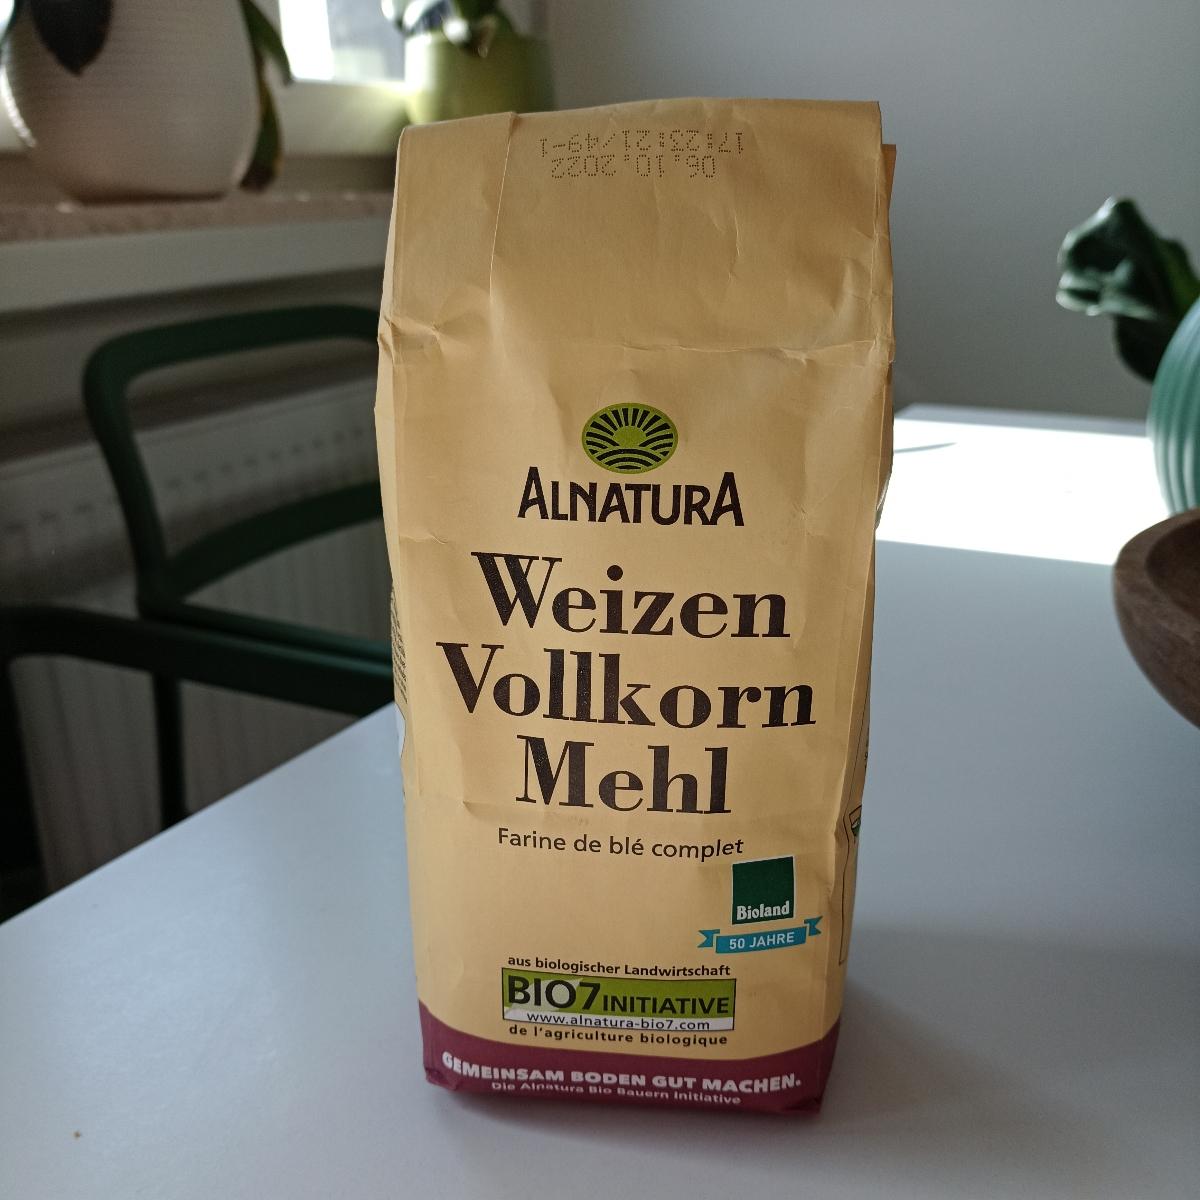 06.10.2022
17:23:21/49-1
ALNATURA
Weizen
Vollkorn
Mehl
Farine de blé complet
Bioland
50 JAHRE
aus biologischer Landwirtschaft
BIO7 INITIATIVE
www.alnatura-bio7.com
de l'agriculture biologique
GEMEINSAM BODEN GUT MACHEN.
Die Alnatura Bio Bauern Initiative